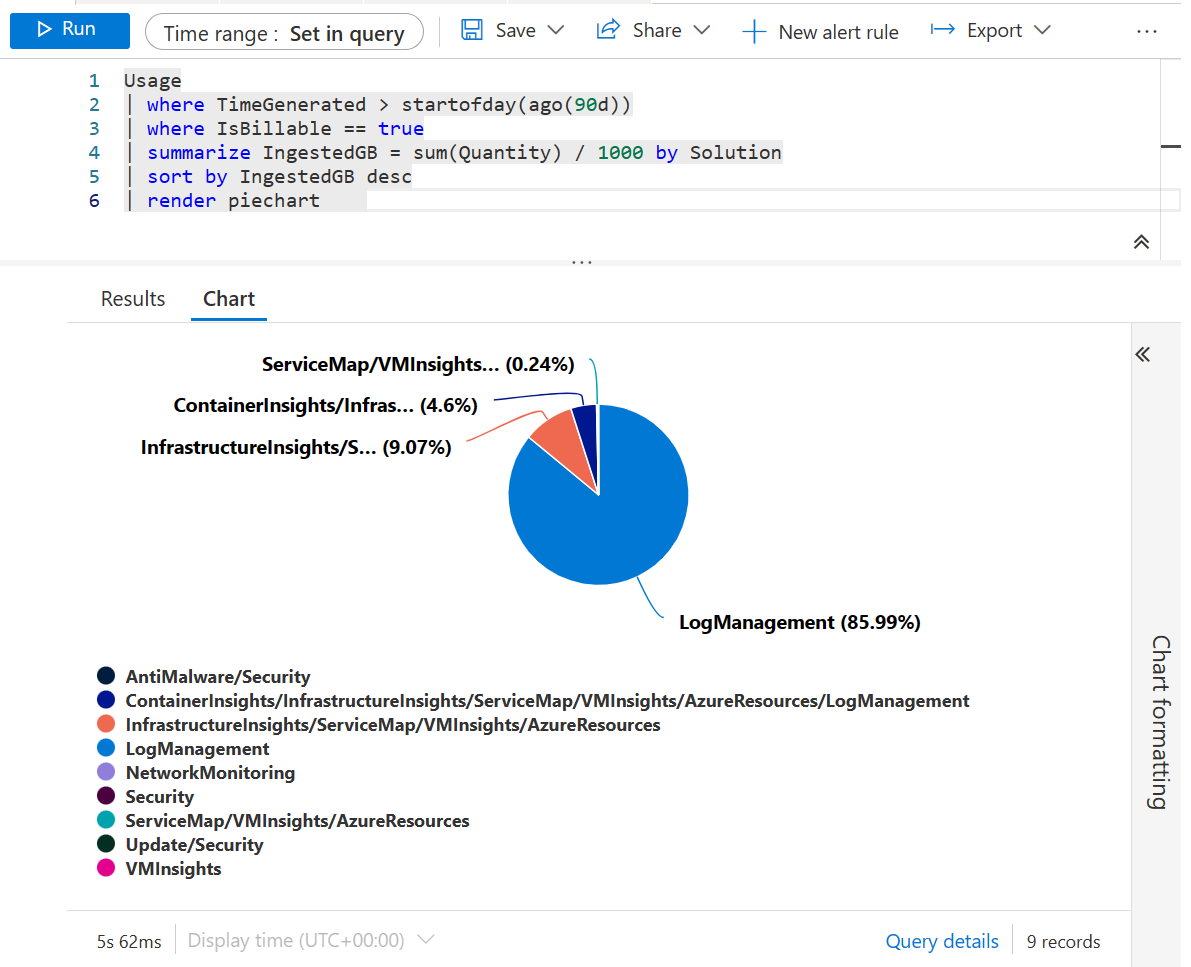 Run
Time range : Set in query
Save
Share
New alert rule
Export
...
1 Usage
2 | where TimeGenerated > startofday(ago(90d))
3 | where IsBillable == true
4 | summarize IngestedGB = sum(Quantity) / 1000 by Solution
5 | sort by IngestedGB desc
6 | render piechart
...
Results
Chart
ServiceMap/VMInsights... (0.24%)
ContainerInsights/Infras... (4.6%)
InfrastructureInsights/S... (9.07%)
LogManagement (85.99%)
AntiMalware/Security
ContainerInsights/InfrastructureInsights/ServiceMap/VMInsights/AzureResources/LogManagement
InfrastructureInsights/ServiceMap/VMInsights/AzureResources
LogManagement
NetworkMonitoring
Security
ServiceMap/VMInsights/AzureResources
Update/Security
VMInsights
Chart formatting
5s 62ms
Display time (UTC+00:00)
Query details
9 records